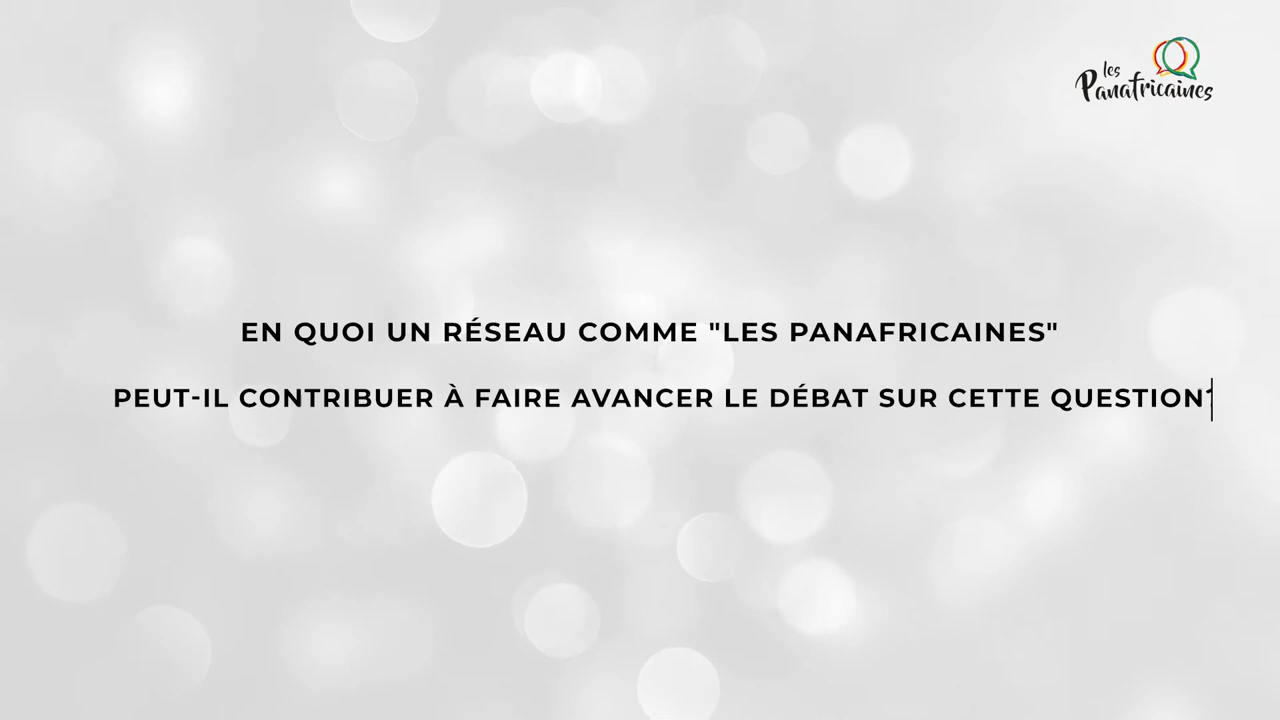 les
Panafricaines
EN QUOI UN RÉSEAU COMME "LES PANAFRICAINES"
PEUT-IL CONTRIBUER À FAIRE AVANCER LE DÉBAT SUR CETTE QUESTION?